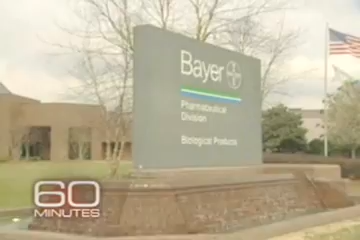 Bayer
Pharmaceutical
Division
Biological Products
60
MINUTES